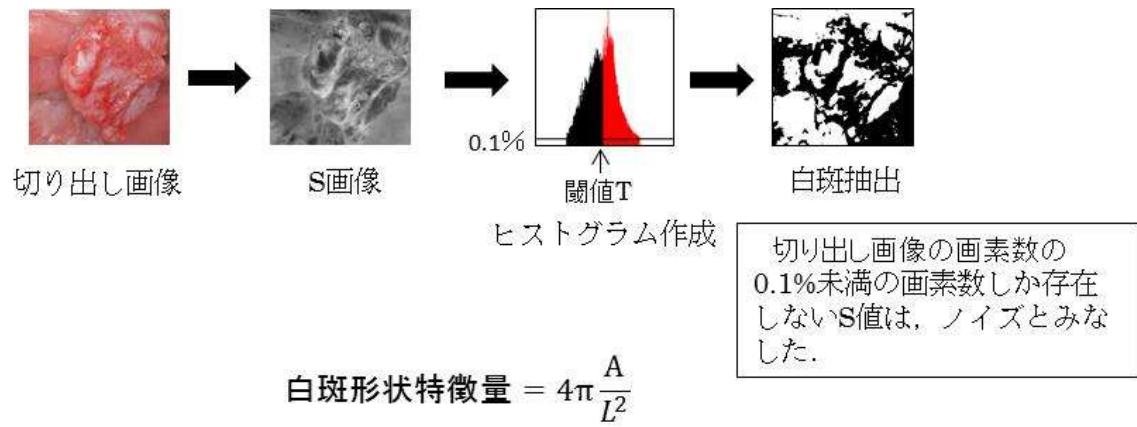 0.1%
切り出し画像
S画像
閾値T
ヒストグラム作成
白斑抽出
切り出し画像の画素数の
0.1%未満の画素数しか存在
しないS値は，ノイズとみな
した．
白斑形状特徴量 = 4π A/L²